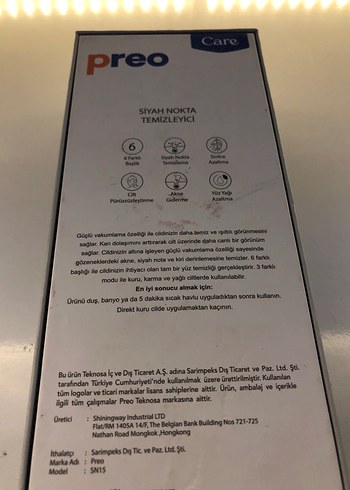 Care
preo
SİYAH NOKTA
TEMİZLEYİCİ
6
6 Farklı
Başlık
Siyah Nokta
Temizleme
Sivilce
Azaltma
Cilt
Pürüzsüzleştirme
Akne
Giderme
Yüz Yağı
Azaltma
Güçlü vakumlama özelliği ile cildinizin daha temiz ve ışıltılı görünmesini
sağlar. Kan dolaşımını arttırarak cilt üzerinde daha canlı bir görünüm
sağlar. Cildinizin altına işleyen güçlü vakumlama özelliği sayesinde
gözeneklerdeki akne, siyah nokta ve kiri derinlemesine temizler. 6 farklı
başlığı ile cildinizin ihtiyacı olan tam bir yüz temizliği gerçekleştirir. 3 farklı
modu ile kuru, karma ve yağlı ciltlerde kullanılabilir.
En iyi sonucu almak için:
Ürünü duş, banyo ya da 5 dakika sıcak havlu uyguladıktan sonra kullanın.
Direkt kuru cilde uygulamaktan kaçının.
Bu ürün Teknosa İç ve Dış Ticaret A.Ş. adına Sarimpeks Dış Ticaret ve Paz. Ltd. Şti.
tarafından Türkiye Cumhuriyeti'nde kullanılmak üzere ürettirilmiştir. Kullanılan
tüm logolar ve ticari markalar lisans sahiplerine aittir. Ürün, ambalaj ve içerikle
ilgili tüm çalışmalar Preo Teknosa markasına aittir.
Üretici : Shiningway Industrial LTD
Flat/RM 1405A 14/F, The Belgian Bank Building Nos 721-725
Nathan Road Mongkok ,Hongkong
İthalatçı : Sarimpeks Dış Tic. ve Paz. Ltd. Şti.
Marka Adı : Preo
Model : SN15